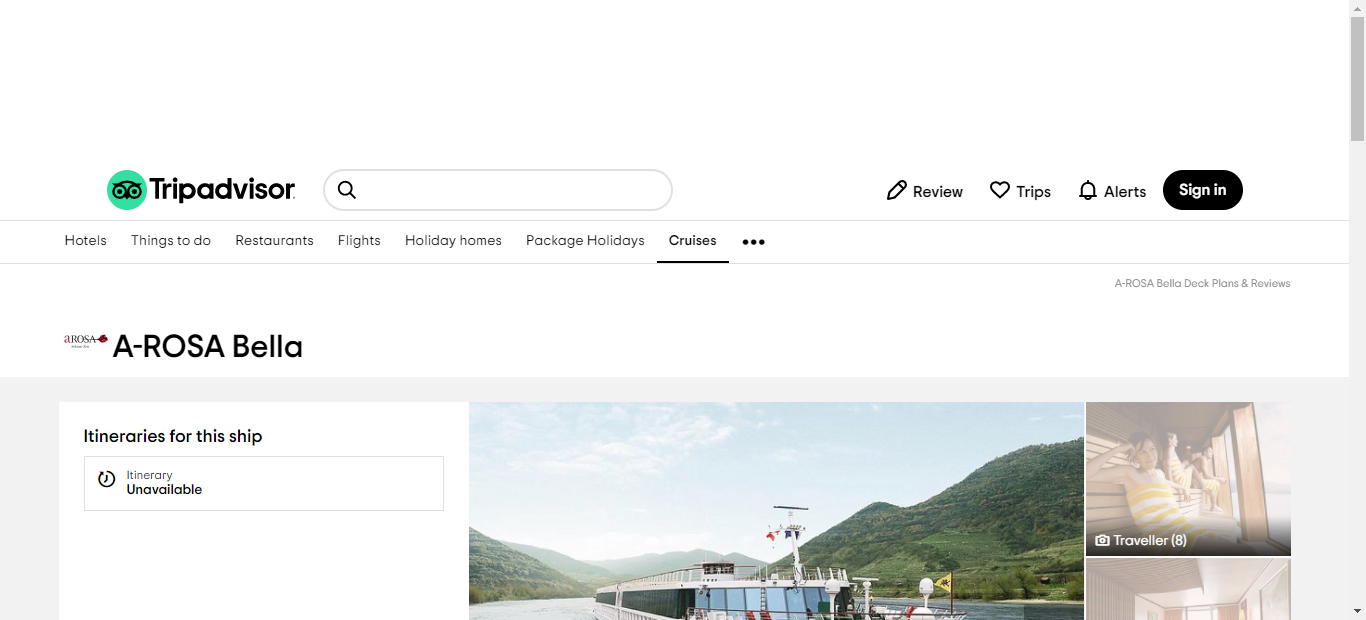 Tripadvisor
Review
Trips
Alerts
Sign in
Hotels
Things to do
Restaurants
Flights
Holiday homes
Package Holidays
Cruises
A-ROSA Bella Deck Plans & Reviews
aROSA
A-ROSA Bella
Itineraries for this ship
Itinerary
Unavailable
Traveller (8)